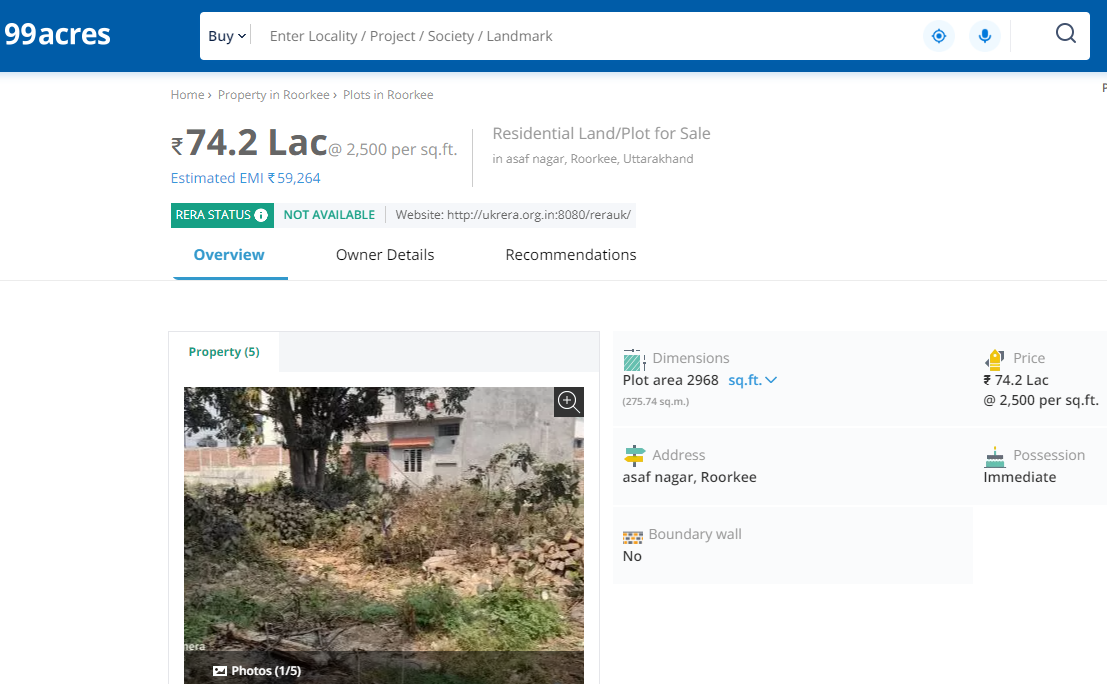 99acres
Buy
Enter Locality / Project / Society / Landmark
Home › Property in Roorkee › Plots in Roorkee
₹ 74.2 Lac @ 2,500 per sq.ft.
Estimated EMI ₹ 59,264
Residential Land/Plot for Sale
in asaf nagar, Roorkee, Uttarakhand
RERA STATUS i NOT AVAILABLE Website: http://ukrera.org.in:8080/rerauk/
Overview Owner Details Recommendations
Property (5)
Photos (1/5)
Dimensions
Plot area 2968 sq.ft.
(275.74 sq.m.)
Price
₹ 74.2 Lac
@ 2,500 per sq.ft.
Address
asaf nagar, Roorkee
Possession
Immediate
Boundary wall
No